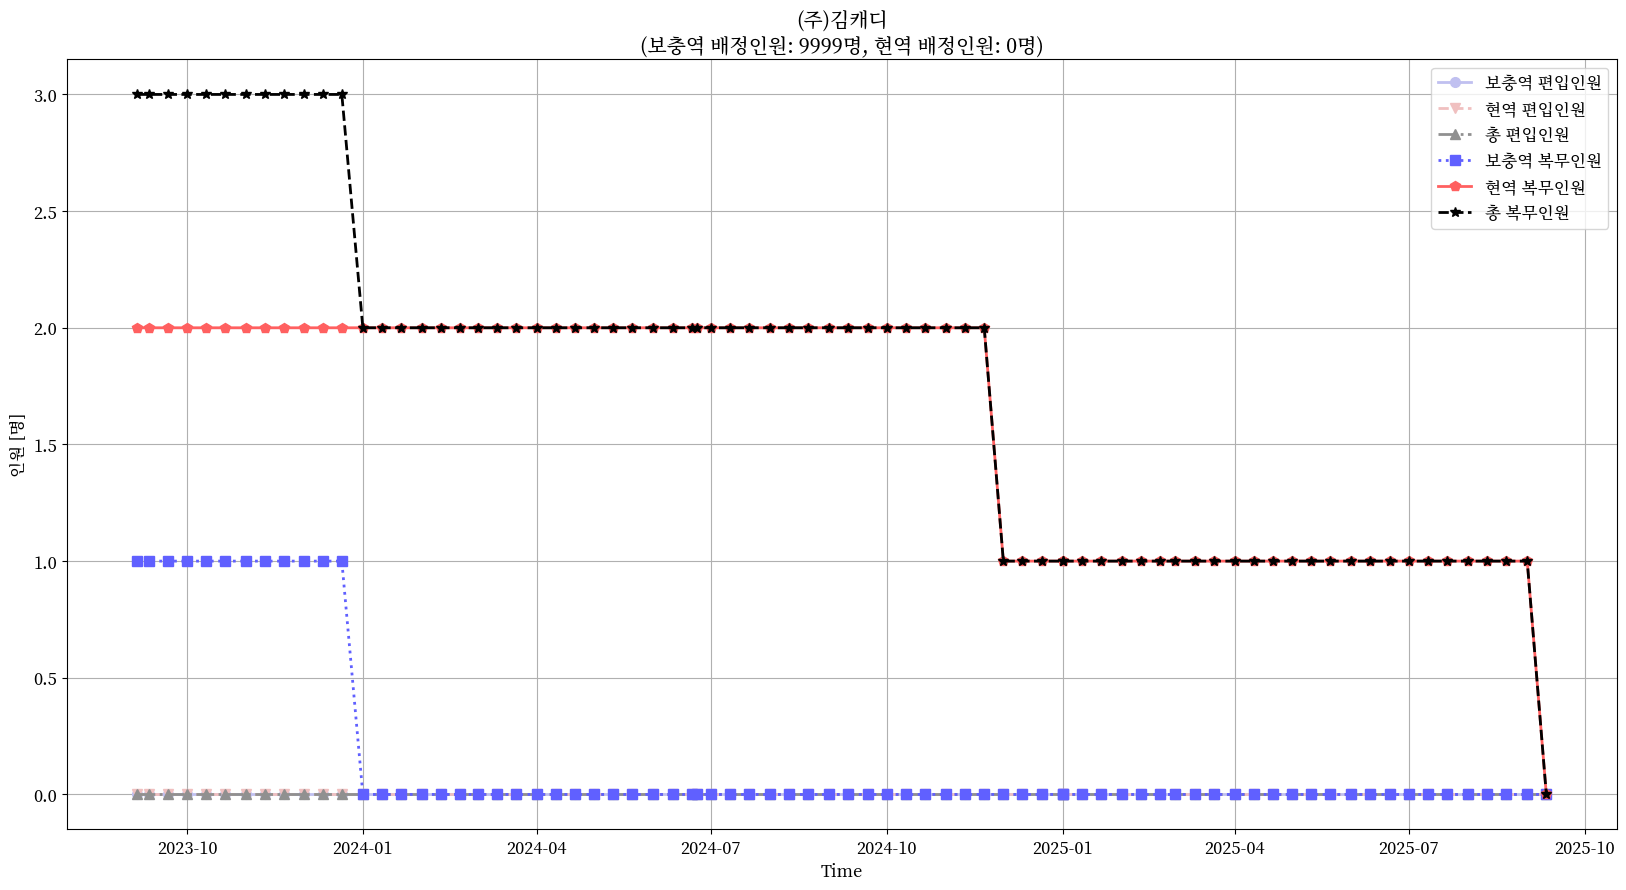 (주)김캐디
(보충역 배정인원: 9999명, 현역 배정인원: 0명)
보충역 편입인원
현역 편입인원
총 편입인원
보충역 복무인원
현역 복무인원
총 복무인원
인원 [명]
3.0
2.5
2.0
1.5
1.0
0.5
0.0
2023-10
2024-01
2024-04
2024-07
2024-10
2025-01
2025-04
2025-07
2025-10
Time